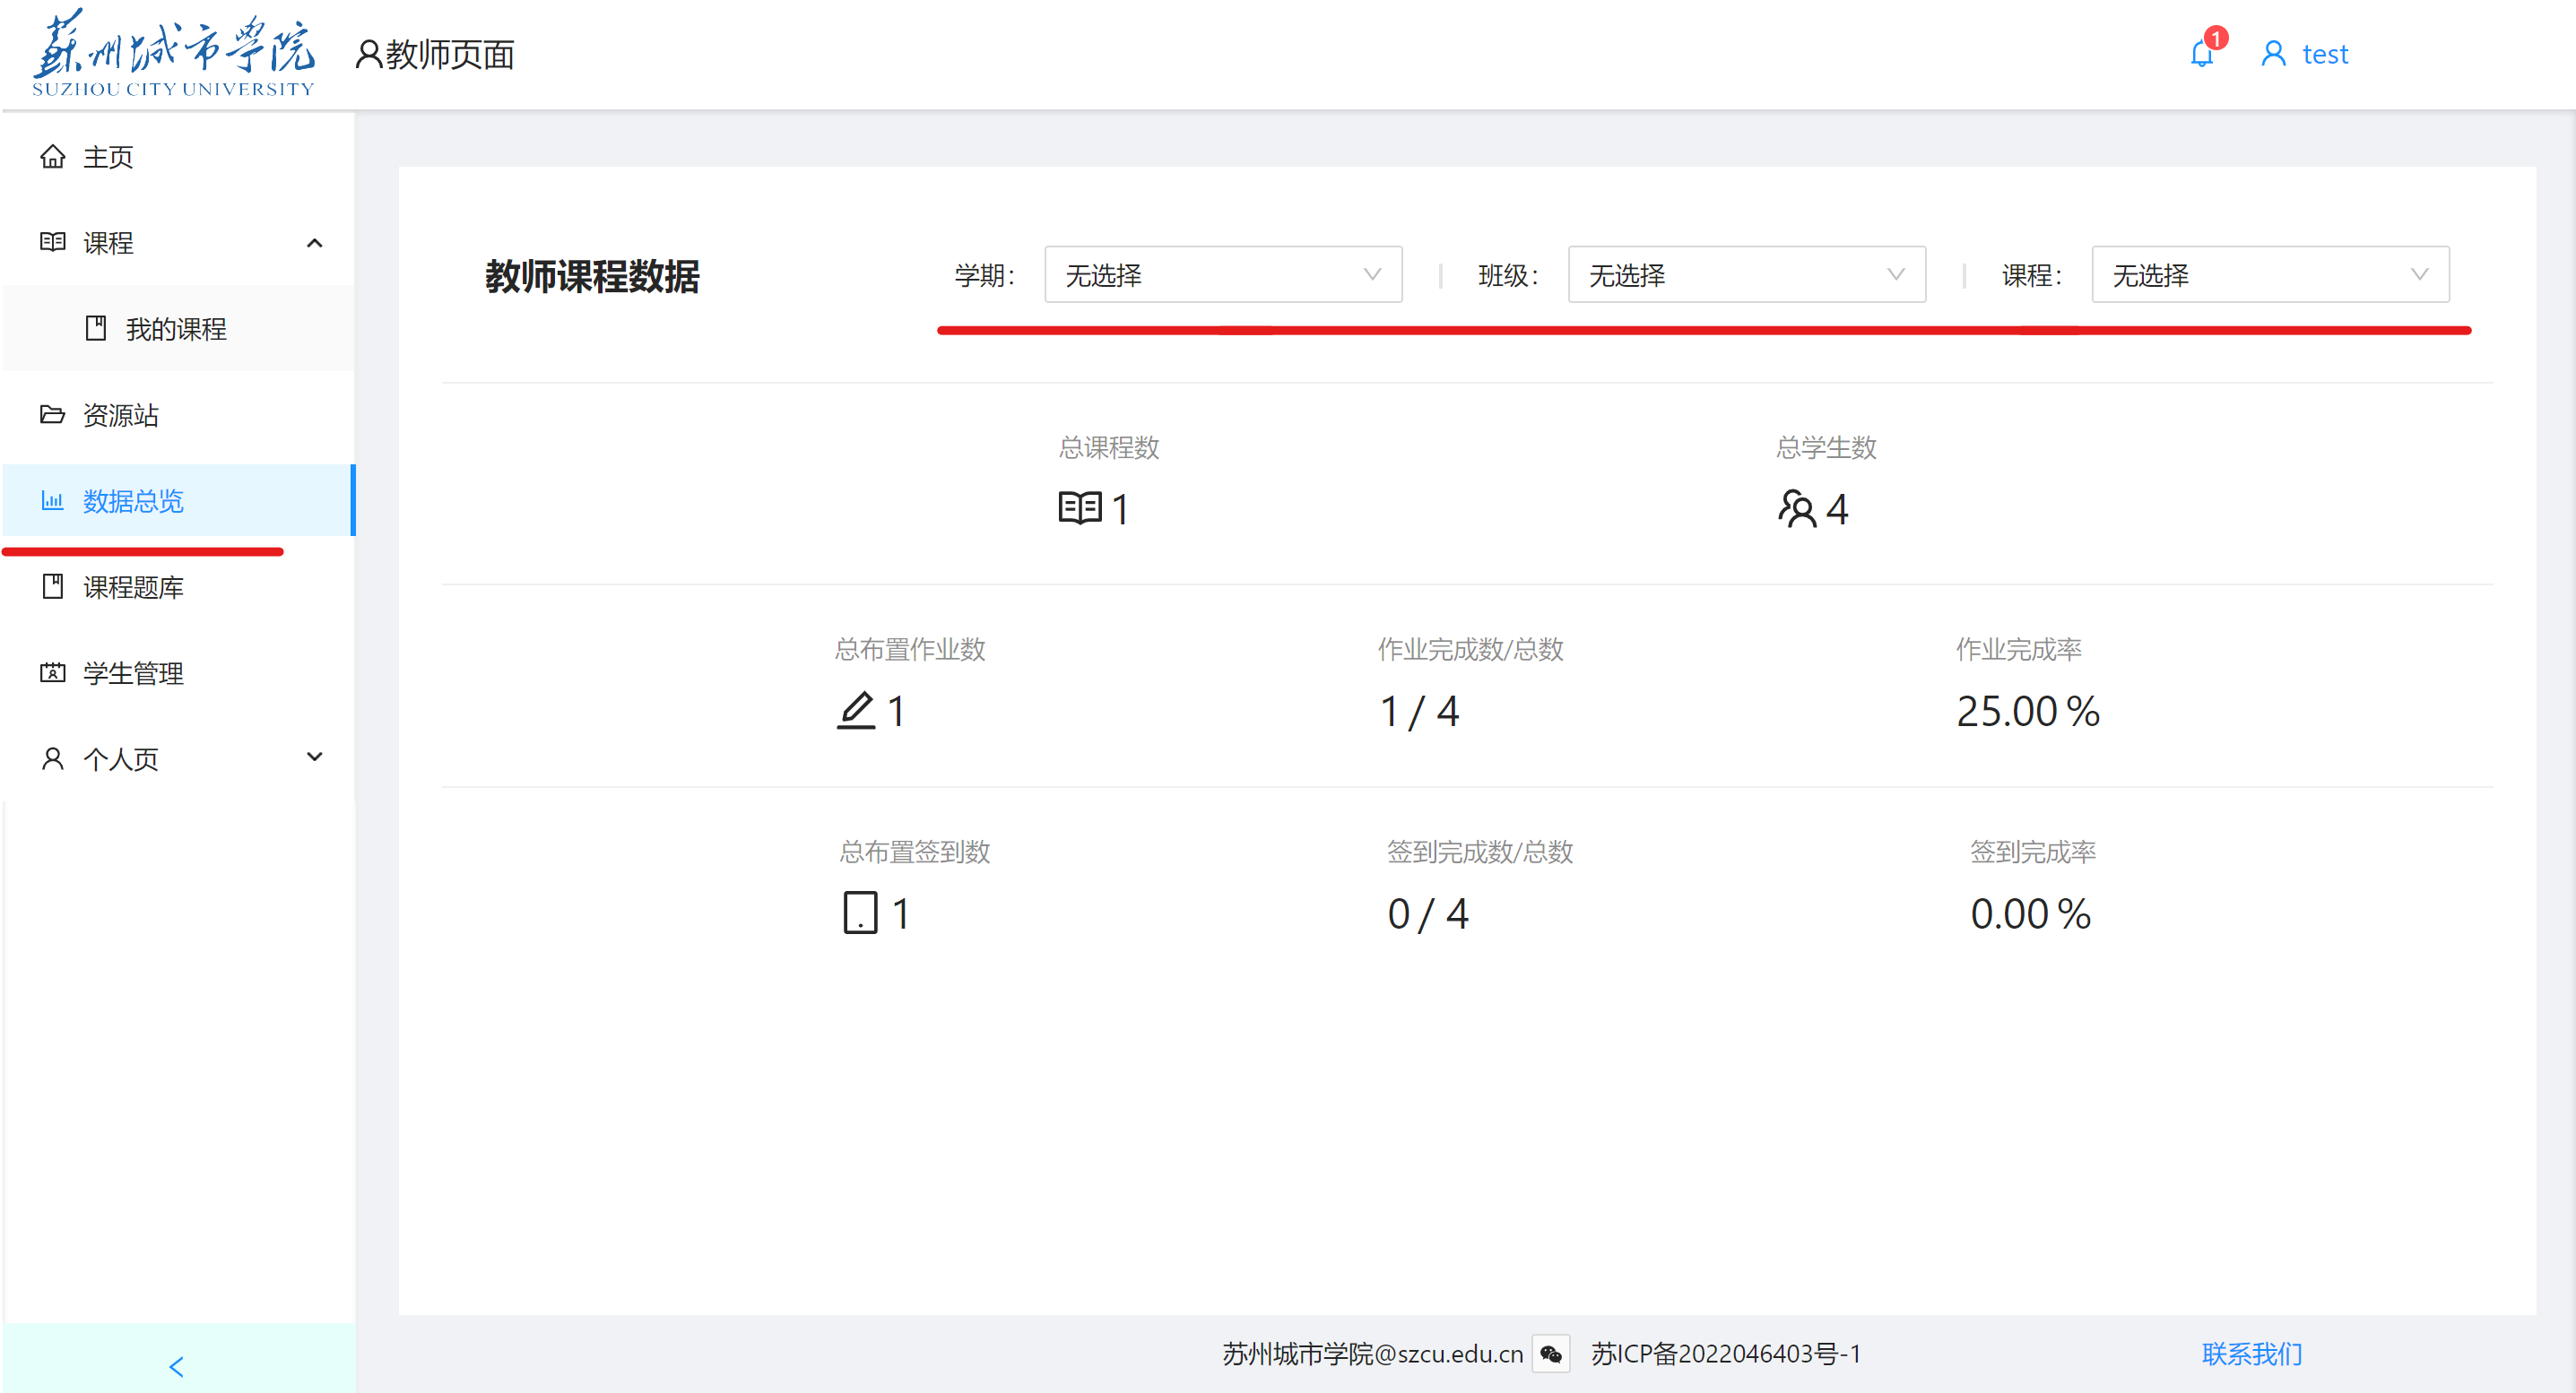 蘇州城市学院
SUZHOU CITY UNIVERSITY
教师页面
1
test
主页
课程
我的课程
资源站
数据总览
课程题库
学生管理
个人页
教师课程数据
学期： 无选择
班级： 无选择
课程： 无选择
总课程数 总学生数
1 4
总布置作业数 作业完成数/总数 作业完成率
1 1 / 4 25.00 %
总布置签到数 签到完成数/总数 签到完成率
1 0 / 4 0.00 %
苏州城市学院@szcu.edu.cn 苏ICP备2022046403号-1 联系我们